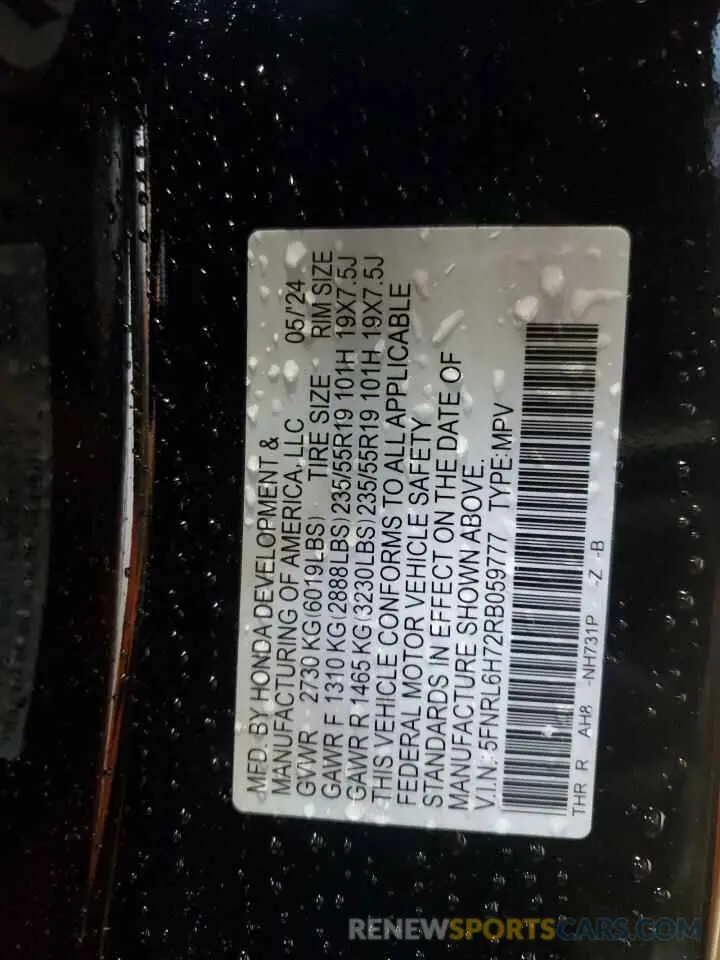 MFD. BY HONDA DEVELOPMENT &
MANUFACTURING OF AMERICA, LLC 05/'24
GVWR 2730 KG (6019LBS) TIRE SIZE RIM SIZE
GAWR F 1310 KG (2888LBS) 235/55R19 101H 19X7.5J
GAWR R 1465 KG (3230LBS) 235/55R19 101H 19X7.5J
THIS VEHICLE CONFORMS TO ALL APPLICABLE
FEDERAL MOTOR VEHICLE SAFETY
STANDARDS IN EFFECT ON THE DATE OF
MANUFACTURE SHOWN ABOVE.
V.I.N.: 5FNRL6H72RB059777 TYPE:MPV
THR R AH8 -NH731P -Z -B
RENEWSPORTSCARS.COM